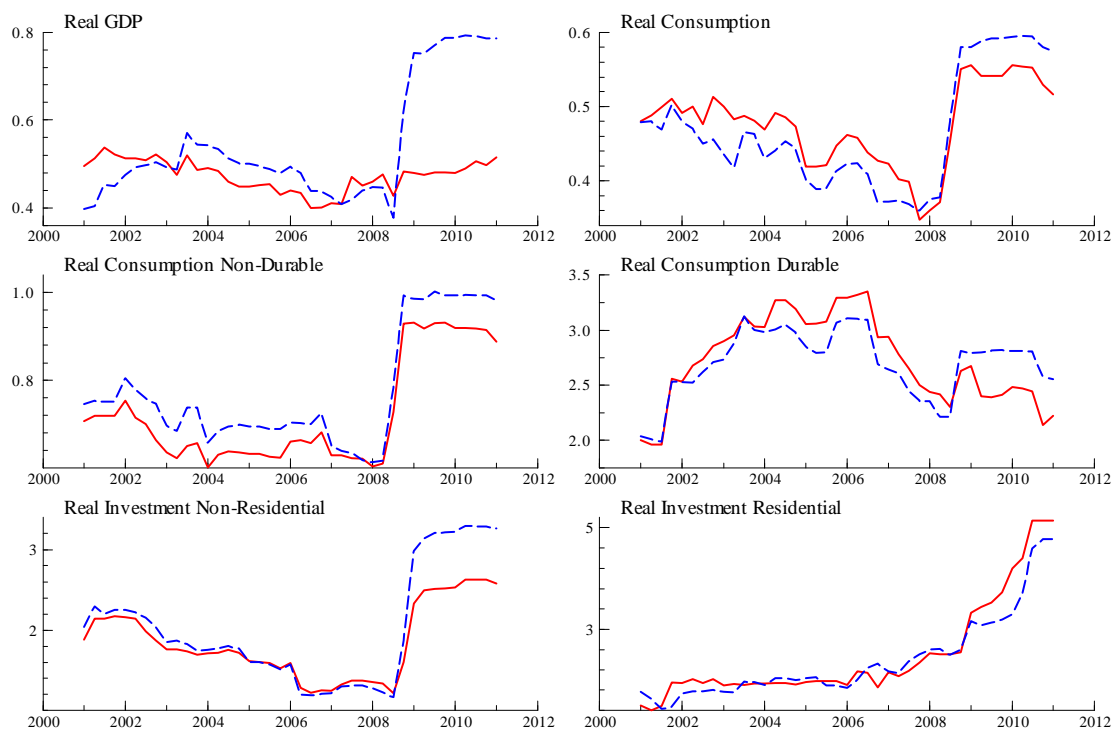 Real GDP
0.8
0.6
0.4
2000 2002 2004 2006 2008 2010 2012
Real Consumption
0.6
0.5
0.4
2000 2002 2004 2006 2008 2010 2012
Real Consumption Non-Durable
1.0
0.8
2000 2002 2004 2006 2008 2010 2012
Real Consumption Durable
3.5
3.0
2.5
2.0
2000 2002 2004 2006 2008 2010 2012
Real Investment Non-Residential
3
2
2000 2002 2004 2006 2008 2010 2012
Real Investment Residential
5
3
2000 2002 2004 2006 2008 2010 2012